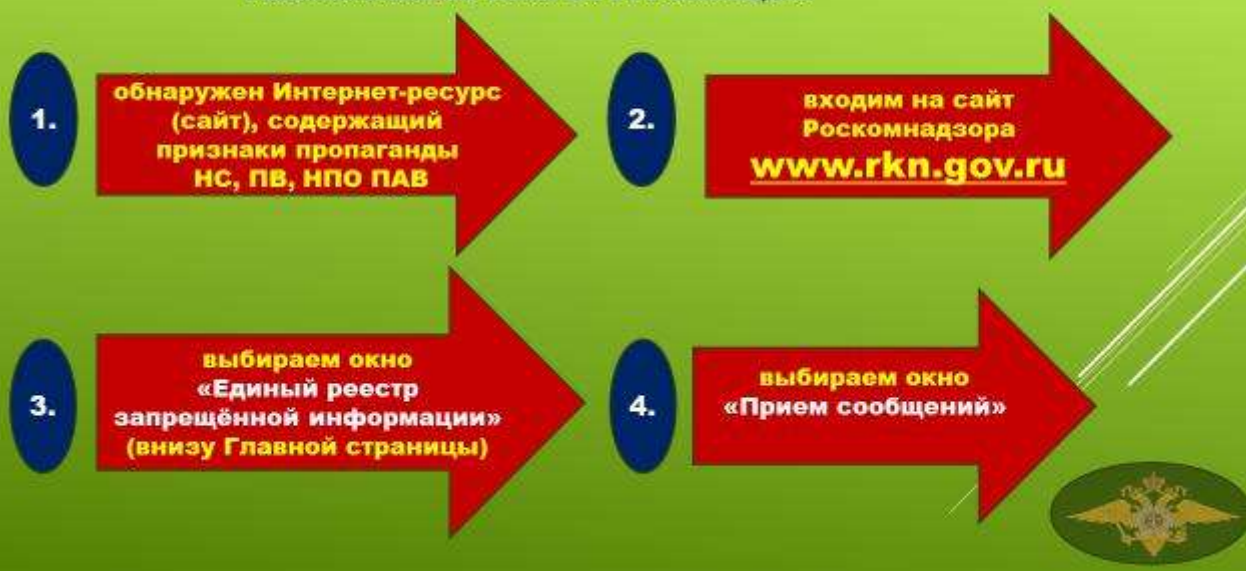 1.
обнаружен Интернет-ресурс
(сайт), содержащий
признаки пропаганды
НС, ПВ, НПО ПАВ
2.
входим на сайт
Роскомнадзора
www.rkn.gov.ru
3.
выбираем окно
«Единый реестр
запрещённой информации»
(внизу Главной страницы)
4.
выбираем окно
«Прием сообщений»